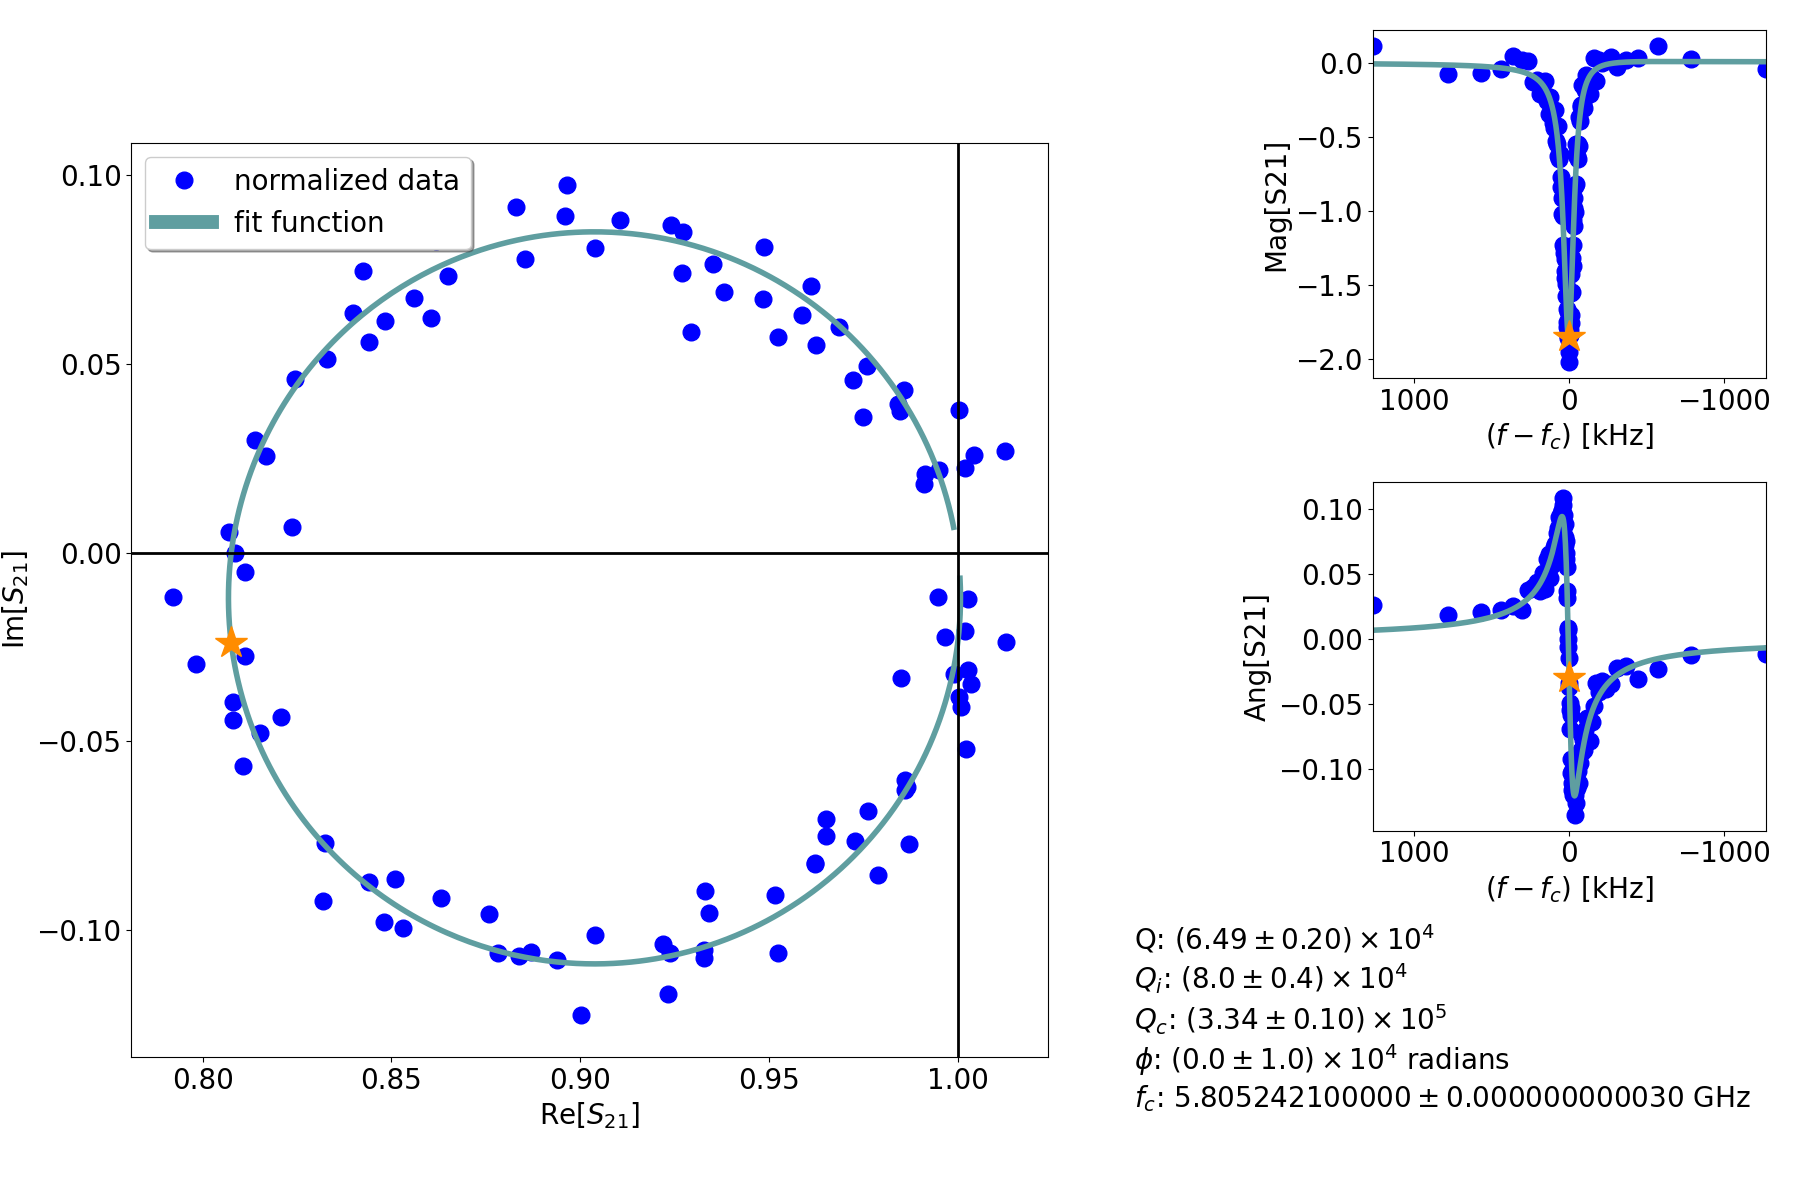 normalized data
fit function
0.10
0.05
0.00
−0.05
−0.10
Im[S21]
0.80
0.85
0.90
0.95
1.00
Re[S21]
0.0
−0.5
−1.0
−1.5
−2.0
Mag[S21]
1000
0
−1000
(f − fc) [kHz]
0.10
0.05
0.00
−0.05
−0.10
Ang[S21]
1000
0
−1000
(f − fc) [kHz]
Q: (6.49 ± 0.20) × 10^4
Qi: (8.0 ± 0.4) × 10^4
Qc: (3.34 ± 0.10) × 10^5
ϕ: (0.0 ± 1.0) × 10^4 radians
fc: 5.805242100000 ± 0.000000000030 GHz